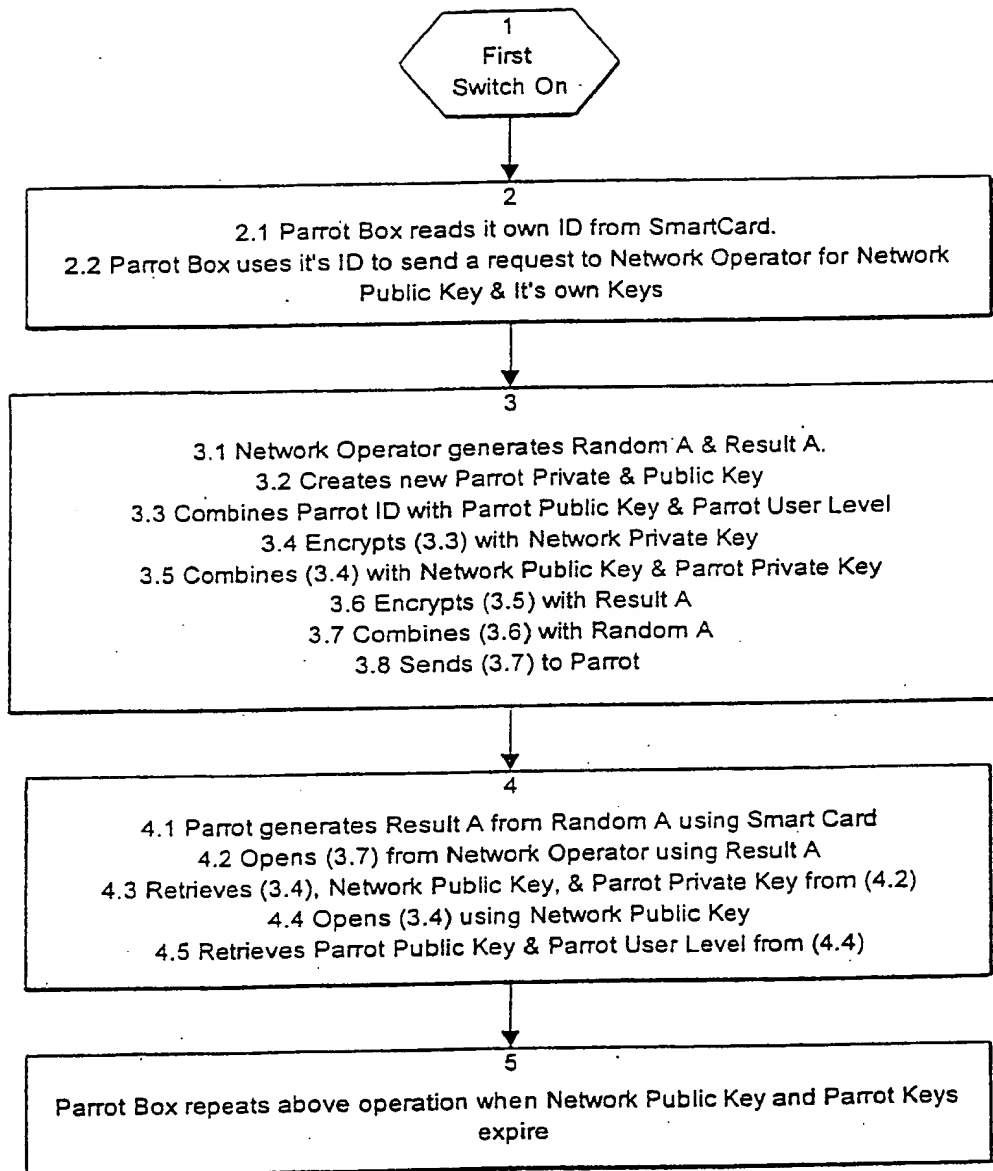 1
First
Switch On
2
2.1 Parrot Box reads it own ID from SmartCard.
2.2 Parrot Box uses it's ID to send a request to Network Operator for Network
Public Key & It's own Keys
3
3.1 Network Operator generates Random A & Result A.
3.2 Creates new Parrot Private & Public Key
3.3 Combines Parrot ID with Parrot Public Key & Parrot User Level
3.4 Encrypts (3.3) with Network Private Key
3.5 Combines (3.4) with Network Public Key & Parrot Private Key
3.6 Encrypts (3.5) with Result A
3.7 Combines (3.6) with Random A
3.8 Sends (3.7) to Parrot
4
4.1 Parrot generates Result A from Random A using Smart Card
4.2 Opens (3.7) from Network Operator using Result A
4.3 Retrieves (3.4), Network Public Key, & Parrot Private Key from (4.2)
4.4 Opens (3.4) using Network Public Key
4.5 Retrieves Parrot Public Key & Parrot User Level from (4.4)
5
Parrot Box repeats above operation when Network Public Key and Parrot Keys
expire